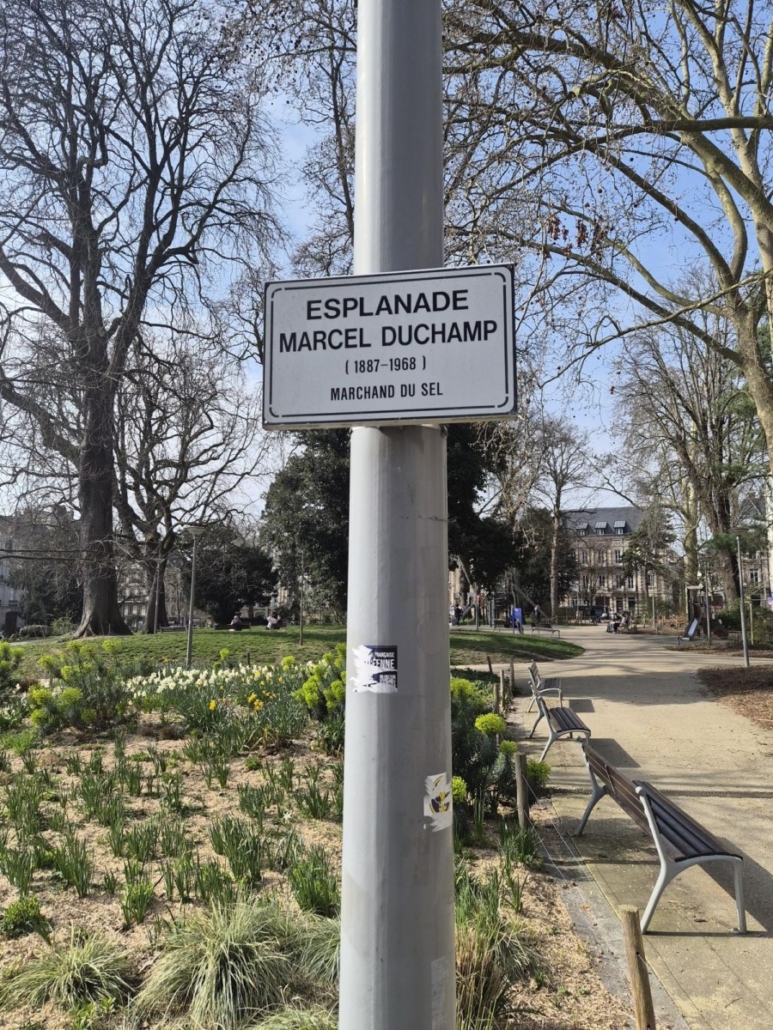 ESPLANADE
MARCEL DUCHAMP
( 1887-1968 )
MARCHAND DU SEL